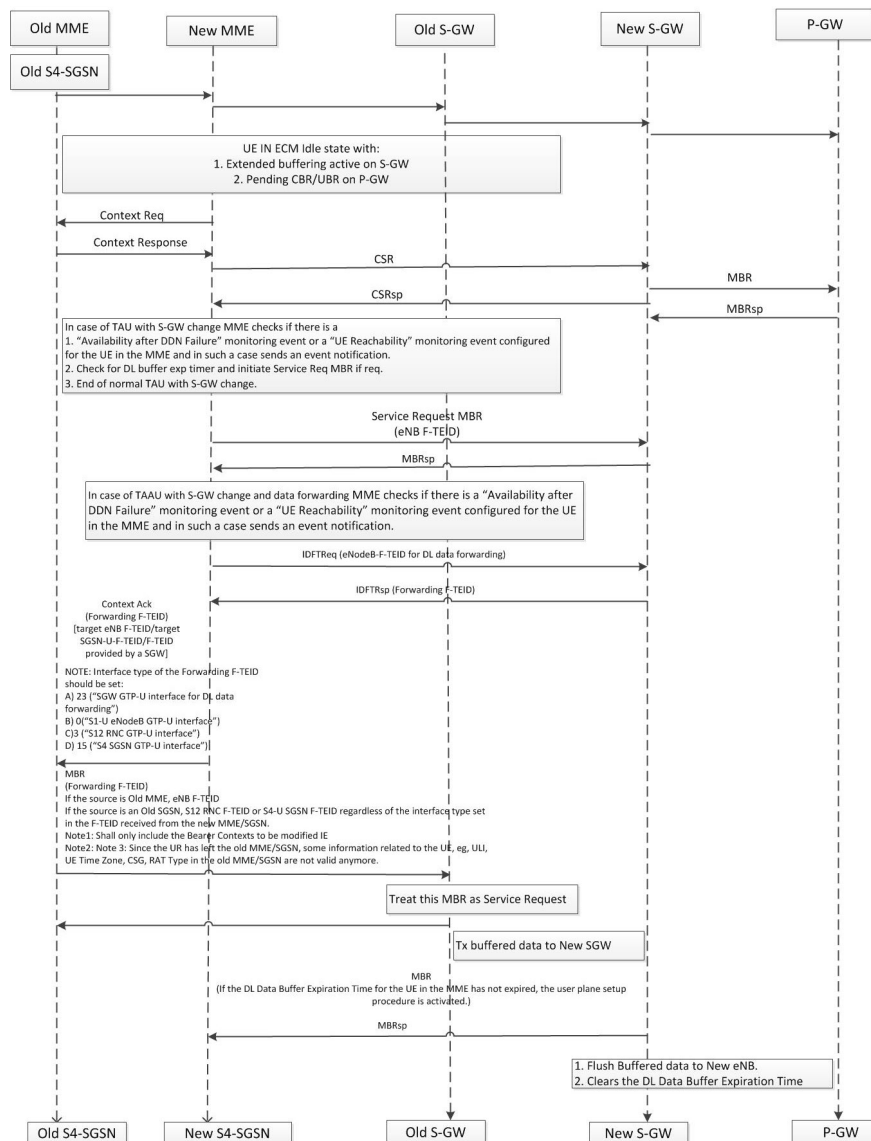 Old MME
New MME
Old S-GW
New S-GW
P-GW
Old S4-SGSN
UE IN ECM Idle state with:
1. Extended buffering active on S-GW
2. Pending CBR/UBR on P-GW
Context Req
Context Response
CSR
MBR
CSRsp
MBRsp
In case of TAU with S-GW change MME checks if there is a
1. “Availability after DDN Failure” monitoring event or a “UE Reachability” monitoring event configured
for the UE in the MME and in such a case sends an event notification.
2. Check for DL buffer exp timer and initiate Service Req MBR if req.
3. End of normal TAU with S-GW change.
Service Request MBR
(eNB F-TEID)
MBRsp
In case of TAAU with S-GW change and data forwarding MME checks if there is a “Availability after
DDN Failure” monitoring event or a “UE Reachability” monitoring event configured for the UE
in the MME and in such a case sends an event notification.
IDFTReq (eNodeB-F-TEID for DL data forwarding)
IDFTRsp (Forwarding F-TEID)
Context Ack
(Forwarding F-TEID)
[target eNB F-TEID/target
SGSN-U-F-TEID/F-TEID
provided by a SGW]
NOTE: Interface type of the Forwarding F-TEID
should be set:
A) 23 (“SGW GTP-U interface for DL data
forwarding”)
B) 0(“S1-U eNodeB GTP-U interface”)
C)3 (“S12 RNC GTP-U interface”)
D) 15 (“S4 SGSN GTP-U interface”)
MBR
(Forwarding F-TEID)
If the source is Old MME, eNB F-TEID
If the source is an Old SGSN, S12 RNC F-TEID or S4-U SGSN F-TEID regardless of the interface type set
in the F-TEID received from the new MME/SGSN.
Note1: Shall only include the Bearer Contexts to be modified IE
Note2: Note 3: Since the UR has left the old MME/SGSN, some information related to the UE, eg, ULI,
UE Time Zone, CSG, RAT Type in the old MME/SGSN are not valid anymore.
Treat this MBR as Service Request
Tx buffered data to New SGW
MBR
(If the DL Data Buffer Expiration Time for the UE in the MME has not expired, the user plane setup
procedure is activated.)
MBRsp
1. Flush Buffered data to New eNB.
2. Clears the DL Data Buffer Expiration Time
Old S4-SGSN
New S4-SGSN
Old S-GW
New S-GW
P-GW